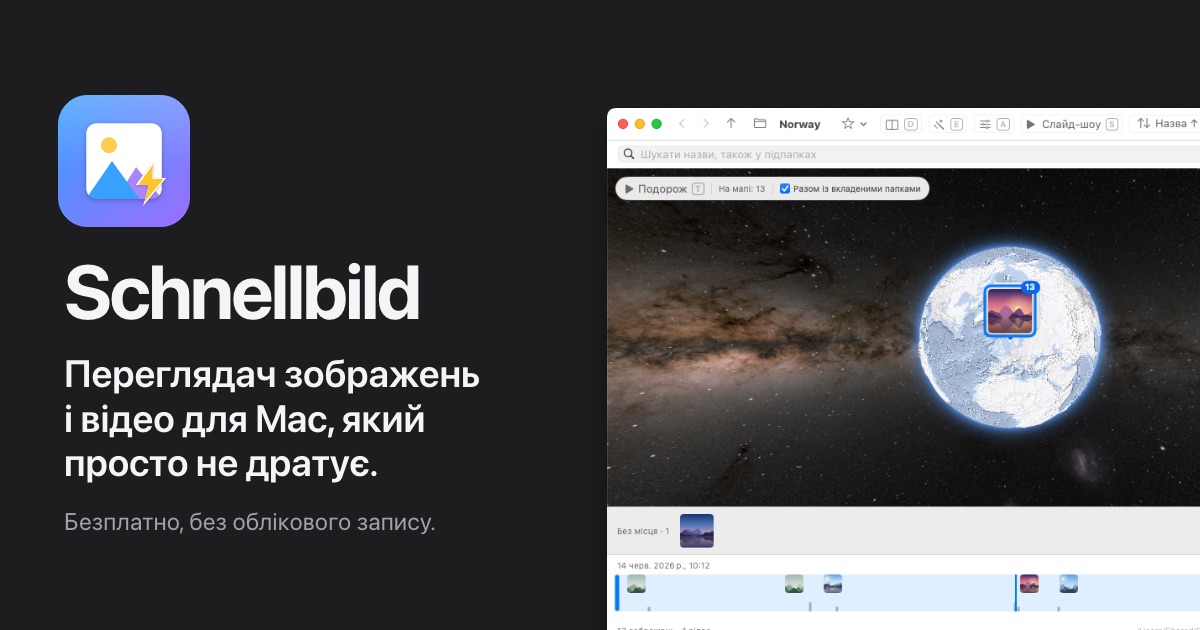 Schnellbild
Переглядач зображень
і відео для Mac, який
просто не дратує.
Безплатно, без облікового запису.
Norway
D
E
A
Слайд-шоу S
Назва
Шукати назви, також у підпапках
Подорож T На мапі: 13 Разом із вкладеними папками
13
Без місця · 1
14 черв. 2026 р., 10:12